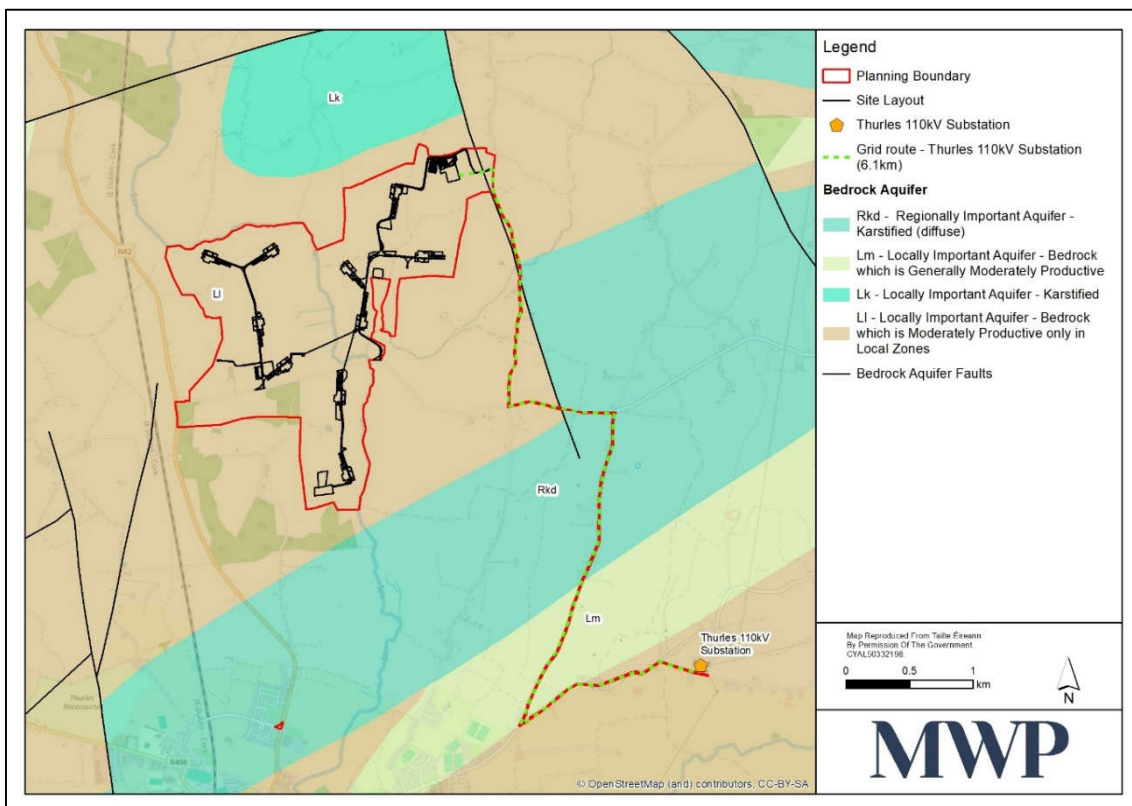 Lk
N62
Ll
Rkd
Lm
Thurles 110kV
Substation
Thurles
Racecourse
R498
© OpenStreetMap (and) contributors, CC-BY-SA
Legend
Planning Boundary
Site Layout
Thurles 110kV Substation
Grid route - Thurles 110kV Substation
(6.1km)
Bedrock Aquifer
Rkd - Regionally Important Aquifer -
Karstified (diffuse)
Lm - Locally Important Aquifer - Bedrock
which is Generally Moderately Productive
Lk - Locally Important Aquifer - Karstified
Ll - Locally Important Aquifer - Bedrock
which is Moderately Productive only in
Local Zones
Bedrock Aquifer Faults
Map Reproduced From Tailte Éireann
By Permission Of The Government.
CYAL50332198.
0 0.5 1
km
N
MWP